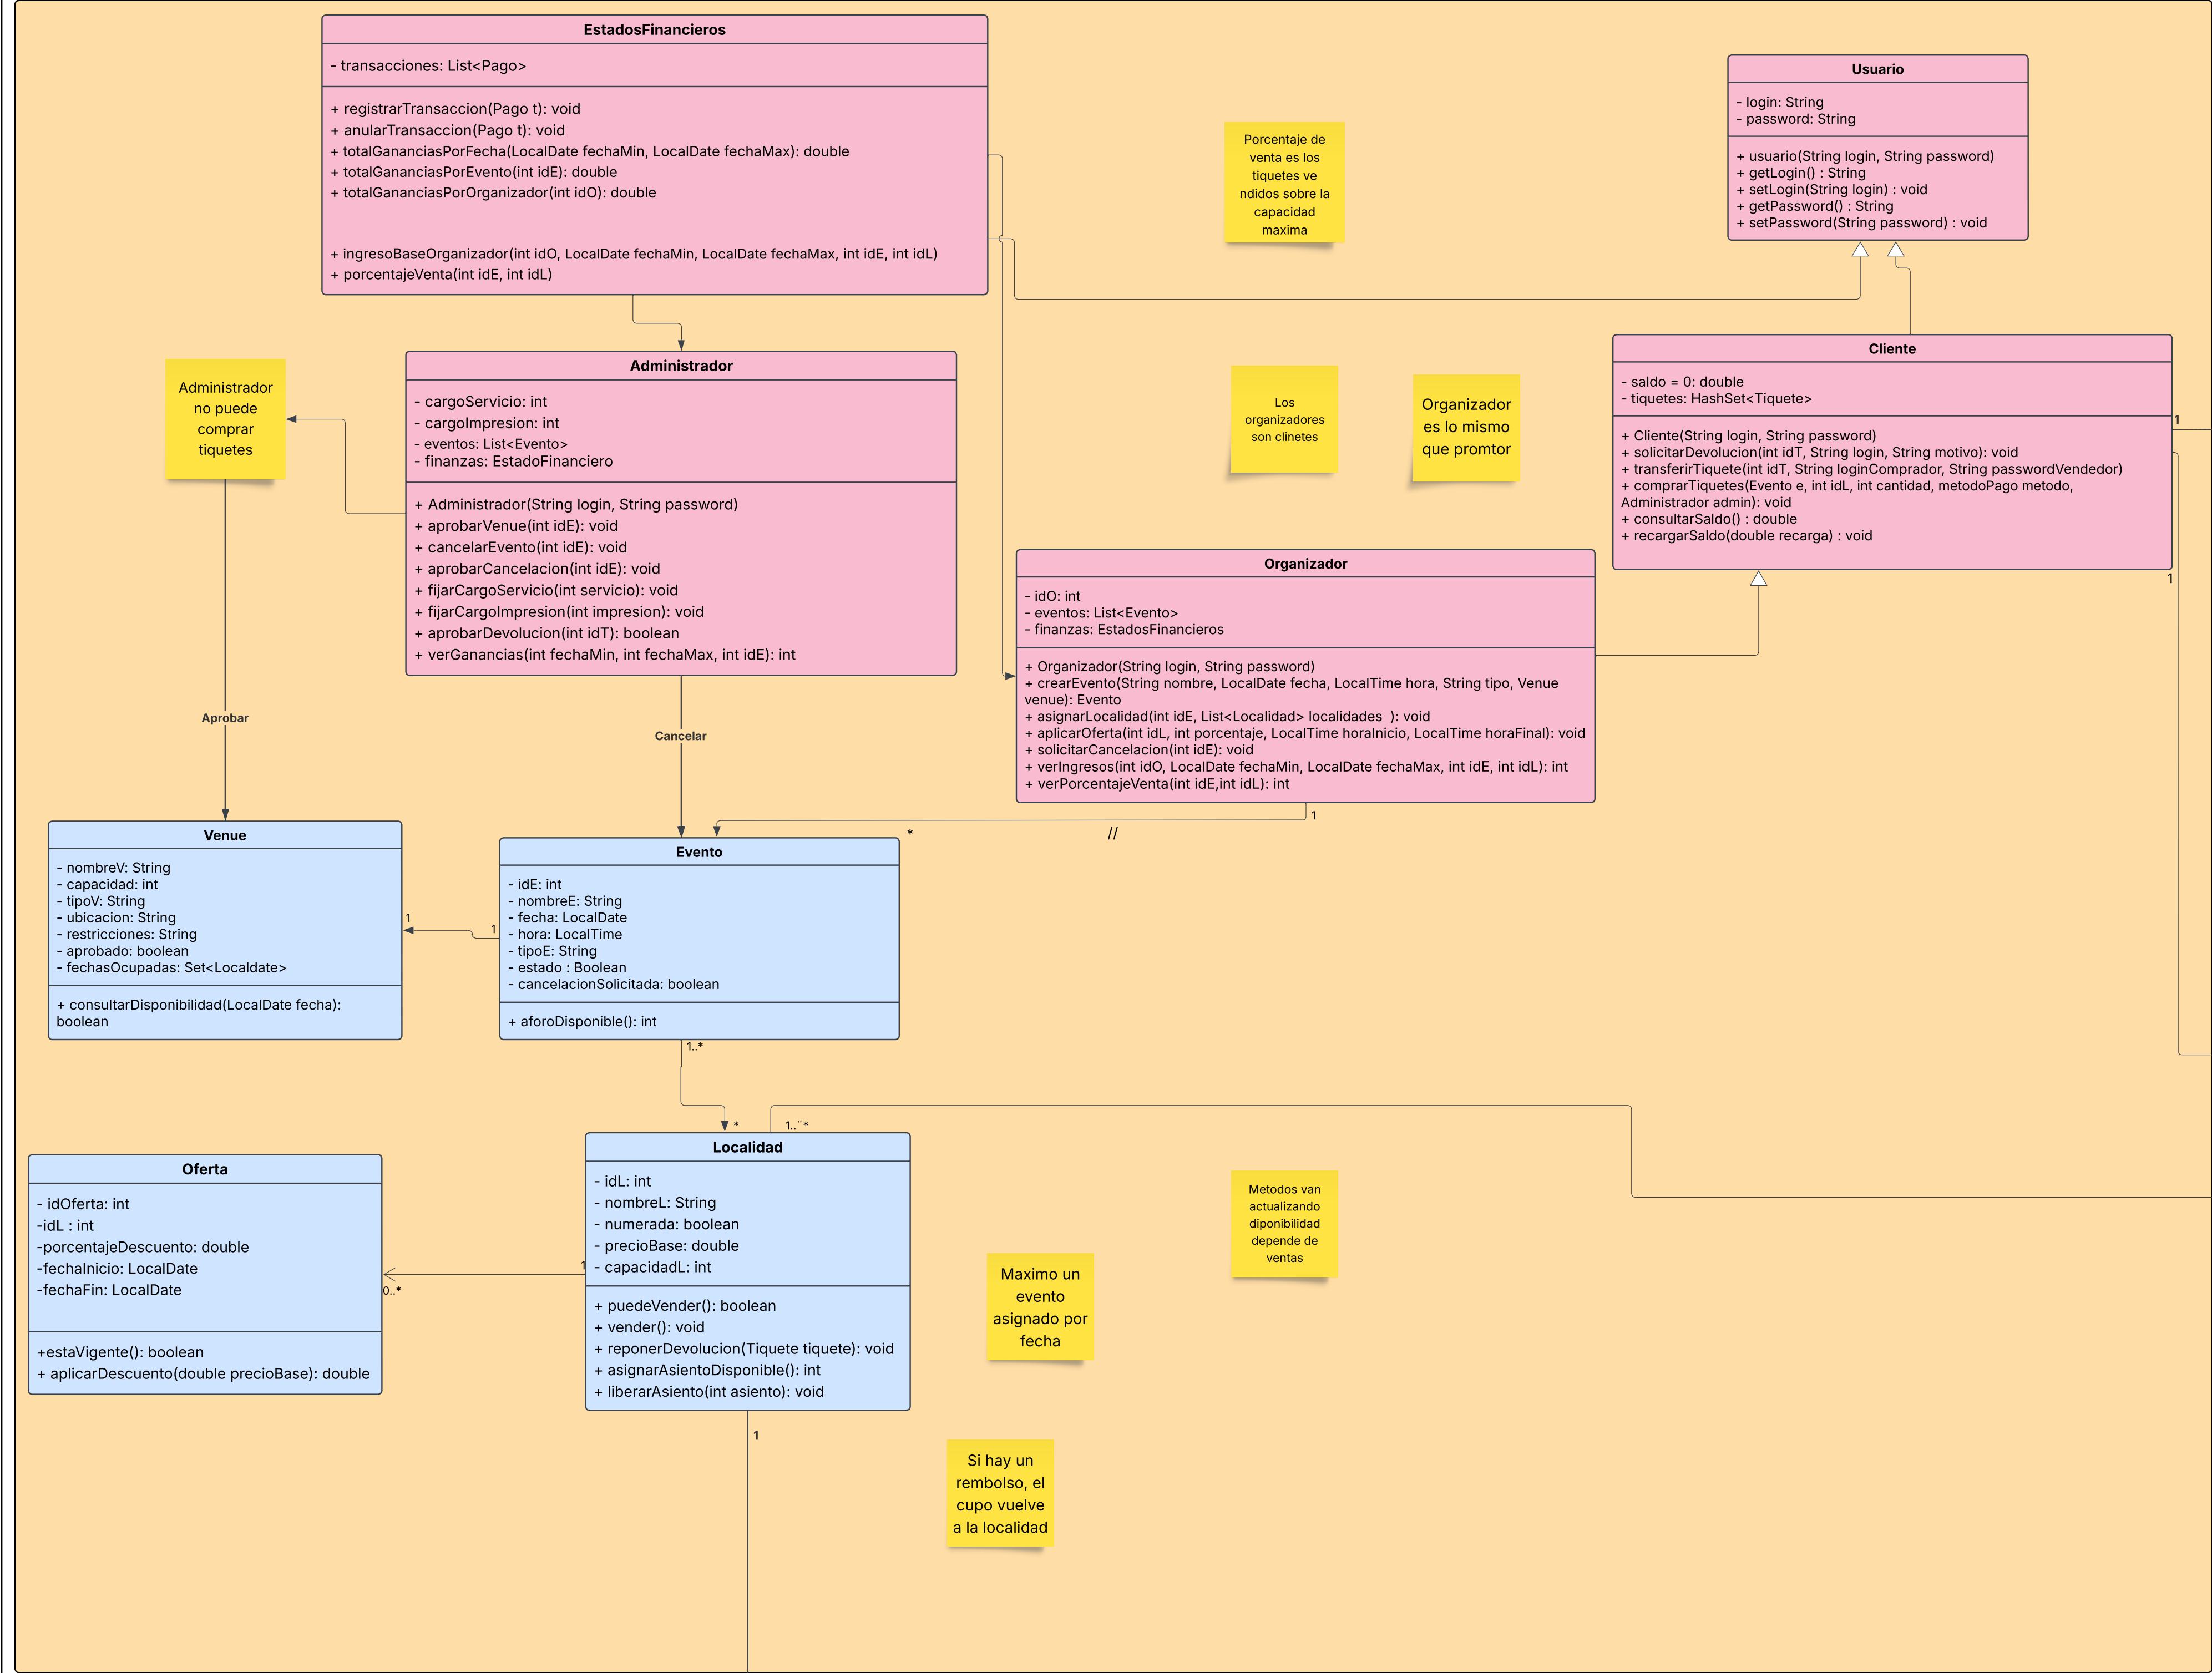 EstadosFinancieros
- transacciones: List<Pago>
+ registrarTransaccion(Pago t): void
+ anularTransaccion(Pago t): void
+ totalGananciasPorFecha(LocalDate fechaMin, LocalDate fechaMax): double
+ totalGananciasPorEvento(int idE): double
+ totalGananciasPorOrganizador(int idO): double
+ ingresoBaseOrganizador(int idO, LocalDate fechaMin, LocalDate fechaMax, int idE, int idL)
+ porcentajeVenta(int idE, int idL)
Porcentaje de
venta es los
tiquetes ve
ndidos sobre la
capacidad
maxima
Usuario
- login: String
- password: String
+ usuario(String login, String password)
+ getLogin() : String
+ setLogin(String login) : void
+ getPassword() : String
+ setPassword(String password) : void
Administrador
no puede
comprar
tiquetes
Administrador
- cargoServicio: int
- cargoImpresion: int
- eventos: List<Evento>
- finanzas: EstadoFinanciero
+ Administrador(String login, String password)
+ aprobarVenue(int idE): void
+ cancelarEvento(int idE): void
+ aprobarCancelacion(int idE): void
+ fijarCargoServicio(int servicio): void
+ fijarCargoImpresion(int impresion): void
+ aprobarDevolucion(int idT): boolean
+ verGanancias(int fechaMin, int fechaMax, int idE): int
Los
organizadores
son clinetes
Organizador
es lo mismo
que promtor
Cliente
- saldo = 0: double
- tiquetes: HashSet<Tiquete>
+ Cliente(String login, String password)
+ solicitarDevolucion(int idT, String login, String motivo): void
+ transferirTiquete(int idT, String loginComprador, String passwordVendedor)
+ comprarTiquetes(Evento e, int idL, int cantidad, metodoPago metodo,
Administrador admin): void
+ consultarSaldo() : double
+ recargarSaldo(double recarga) : void
1
1
Organizador
- idO: int
- eventos: List<Evento>
- finanzas: EstadosFinancieros
+ Organizador(String login, String password)
+ crearEvento(String nombre, LocalDate fecha, LocalTime hora, String tipo, Venue
venue): Evento
+ asignarLocalidad(int idE, List<Localidad> localidades  ): void
+ aplicarOferta(int idL, int porcentaje, LocalTime horaInicio, LocalTime horaFinal): void
+ solicitarCancelacion(int idE): void
+ verIngresos(int idO, LocalDate fechaMin, LocalDate fechaMax, int idE, int idL): int
+ verPorcentajeVenta(int idE,int idL): int
Aprobar
Cancelar
1
*
//
Venue
- nombreV: String
- capacidad: int
- tipoV: String
- ubicacion: String
- restricciones: String
- aprobado: boolean
- fechasOcupadas: Set<Localdate>
+ consultarDisponibilidad(LocalDate fecha):
boolean
1
1
Evento
- idE: int
- nombreE: String
- fecha: LocalDate
- hora: LocalTime
- tipoE: String
- estado : Boolean
- cancelacionSolicitada: boolean
+ aforoDisponible(): int
1..*
*
1..¨*
Oferta
- idOferta: int
-idL : int
-porcentajeDescuento: double
-fechaInicio: LocalDate
-fechaFin: LocalDate
+estaVigente(): boolean
+ aplicarDescuento(double precioBase): double
0..*
1
Localidad
- idL: int
- nombreL: String
- numerada: boolean
- precioBase: double
- capacidadL: int
+ puedeVender(): boolean
+ vender(): void
+ reponerDevolucion(Tiquete tiquete): void
+ asignarAsientoDisponible(): int
+ liberarAsiento(int asiento): void
1
Metodos van
actualizando
diponibilidad
depende de
ventas
Maximo un
evento
asignado por
fecha
Si hay un
rembolso, el
cupo vuelve
a la localidad